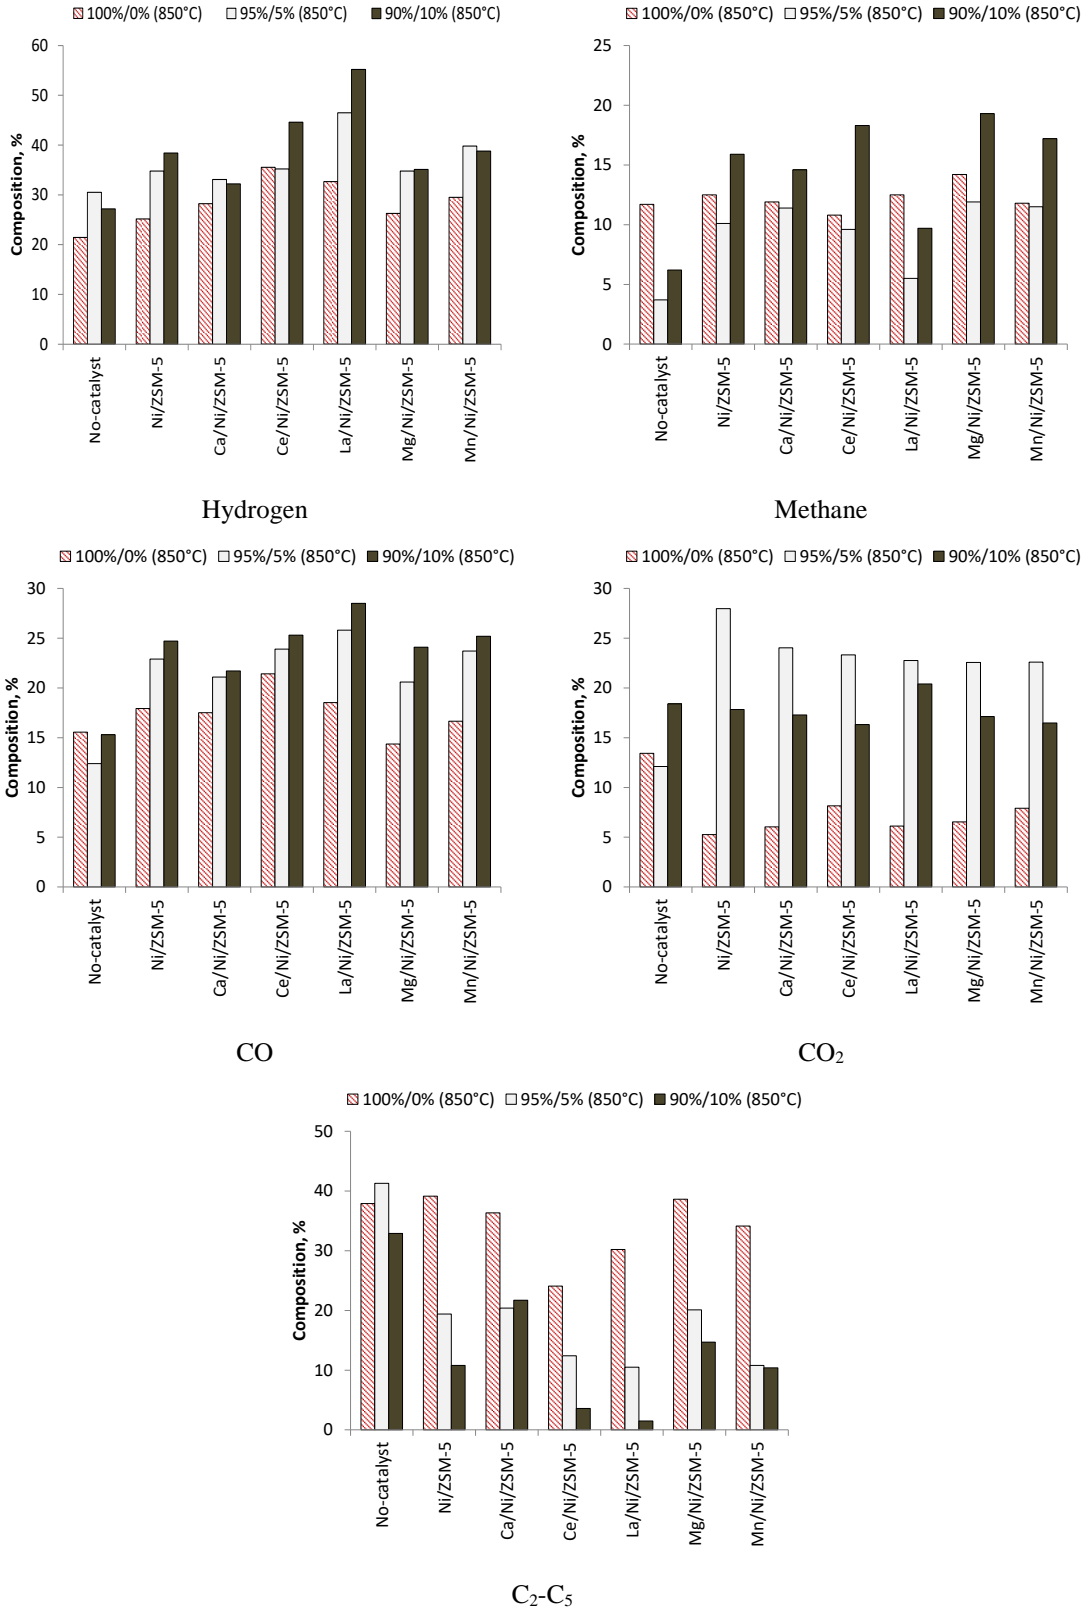 100%/0% (850°C) 95%/5% (850°C) 90%/10% (850°C)
Composition, %
60
50
40
30
20
10
0
No-catalyst
Ni/ZSM-5
Ca/Ni/ZSM-5
Ce/Ni/ZSM-5
La/Ni/ZSM-5
Mg/Ni/ZSM-5
Mn/Ni/ZSM-5
Hydrogen
100%/0% (850°C) 95%/5% (850°C) 90%/10% (850°C)
Composition, %
25
20
15
10
5
0
No-catalyst
Ni/ZSM-5
Ca/Ni/ZSM-5
Ce/Ni/ZSM-5
La/Ni/ZSM-5
Mg/Ni/ZSM-5
Mn/Ni/ZSM-5
Methane
100%/0% (850°C) 95%/5% (850°C) 90%/10% (850°C)
Composition, %
30
25
20
15
10
5
0
No-catalyst
Ni/ZSM-5
Ca/Ni/ZSM-5
Ce/Ni/ZSM-5
La/Ni/ZSM-5
Mg/Ni/ZSM-5
Mn/Ni/ZSM-5
CO
100%/0% (850°C) 95%/5% (850°C) 90%/10% (850°C)
Composition, %
30
25
20
15
10
5
0
No-catalyst
Ni/ZSM-5
Ca/Ni/ZSM-5
Ce/Ni/ZSM-5
La/Ni/ZSM-5
Mg/Ni/ZSM-5
Mn/Ni/ZSM-5
CO₂
100%/0% (850°C) 95%/5% (850°C) 90%/10% (850°C)
Composition, %
50
40
30
20
10
0
No-catalyst
Ni/ZSM-5
Ca/Ni/ZSM-5
Ce/Ni/ZSM-5
La/Ni/ZSM-5
Mg/Ni/ZSM-5
Mn/Ni/ZSM-5
C₂-C₅